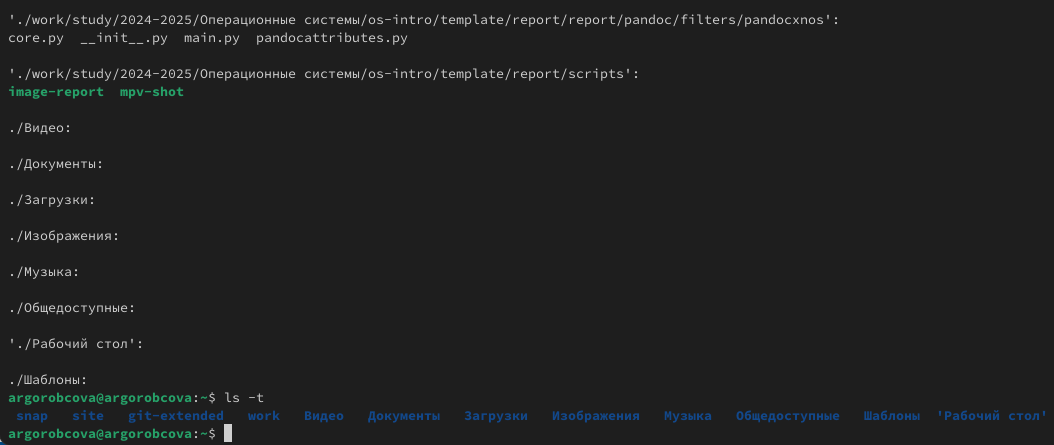 './work/study/2024-2025/Операционные системы/os-intro/template/report/report/pandoc/filters/pandocxnos':
core.py  __init__.py  main.py  pandocattributes.py
'./work/study/2024-2025/Операционные системы/os-intro/template/report/scripts':
image-report  mpv-shot
./Видео:
./Документы:
./Загрузки:
./Изображения:
./Музыка:
./Общедоступные:
'./Рабочий стол':
./Шаблоны:
argorobcova@argorobcova:~$ ls -t
snap  site  git-extended  work  Видео  Документы  Загрузки  Изображения  Музыка  Общедоступные  Шаблоны  'Рабочий стол'
argorobcova@argorobcova:~$